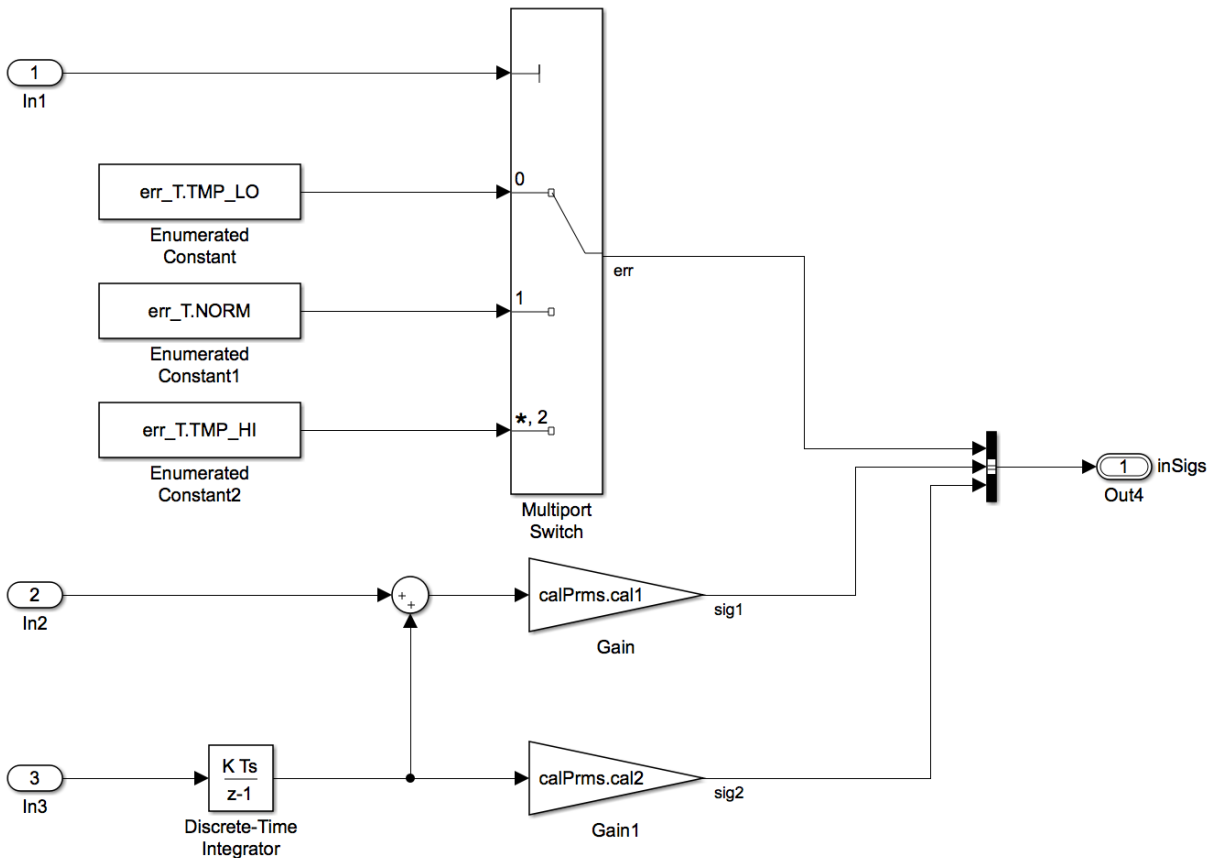 1
In1
err_T.TMP_LO
Enumerated
Constant
0
err_T.NORM
Enumerated
Constant1
1
err_T.TMP_HI
Enumerated
Constant2
*, 2
Multiport
Switch
err
1
inSigs
Out4
2
In2
+
+
calPrms.cal1
sig1
Gain
3
In3
K Ts
z-1
Discrete-Time
Integrator
calPrms.cal2
sig2
Gain1